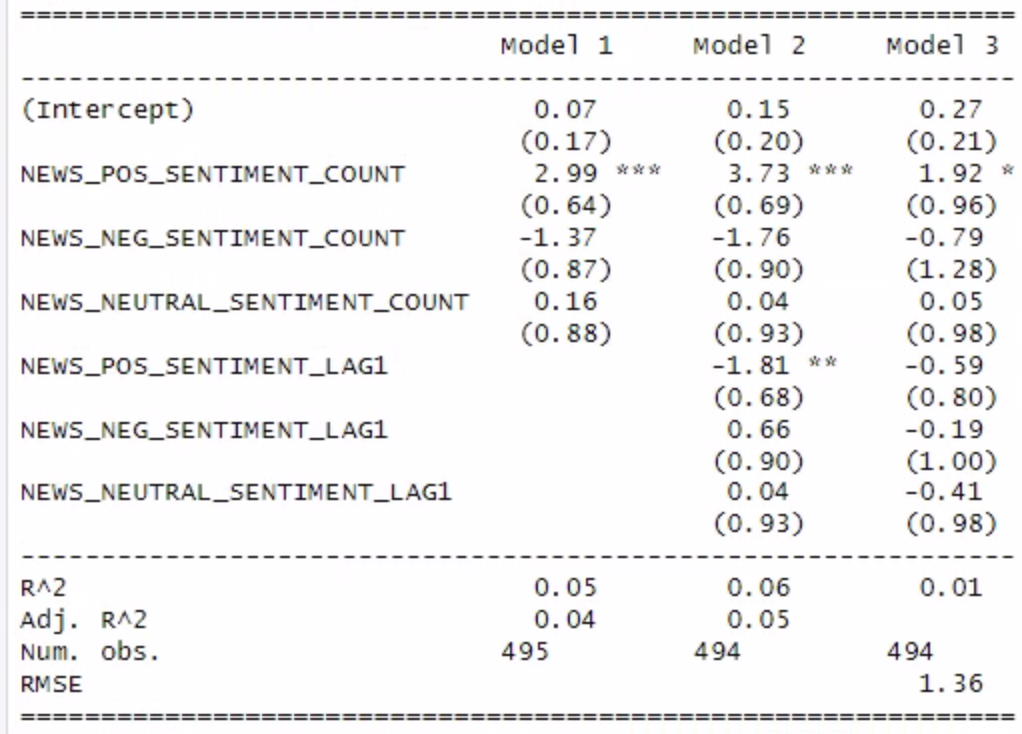 =================================================================
                              Model 1     Model 2     Model 3
-----------------------------------------------------------------
(Intercept)                     0.07        0.15        0.27
                               (0.17)      (0.20)      (0.21)
NEWS_POS_SENTIMENT_COUNT        2.99 ***    3.73 ***    1.92 *
                               (0.64)      (0.69)      (0.96)
NEWS_NEG_SENTIMENT_COUNT       -1.37       -1.76       -0.79
                               (0.87)      (0.90)      (1.28)
NEWS_NEUTRAL_SENTIMENT_COUNT    0.16        0.04        0.05
                               (0.88)      (0.93)      (0.98)
NEWS_POS_SENTIMENT_LAG1                    -1.81 **    -0.59
                                           (0.68)      (0.80)
NEWS_NEG_SENTIMENT_LAG1                     0.66       -0.19
                                           (0.90)      (1.00)
NEWS_NEUTRAL_SENTIMENT_LAG1                 0.04       -0.41
                                           (0.93)      (0.98)
-----------------------------------------------------------------
R^2                             0.05        0.06        0.01
Adj. R^2                        0.04        0.05
Num. obs.                     495         494         494
RMSE                                                    1.36
=================================================================